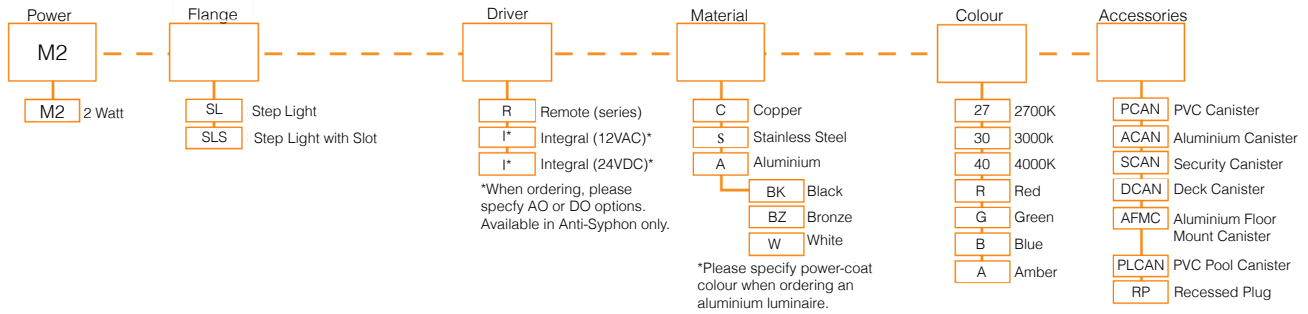 Power
M2
M2 2 Watt
Flange
SL Step Light
SLS Step Light with Slot
Driver
R Remote (series)
I* Integral (12VAC)*
I* Integral (24VDC)*
*When ordering, please
specfy AO or DO options.
Available in Anti-Syphon only.
Material
C Copper
S Stainless Steel
A Aluminium
BK Black
BZ Bronze
W White
*Please specify power-coat
colour when ordering an
aluminium luminaire.
Colour
27 2700K
30 3000k
40 4000K
R Red
G Green
B Blue
A Amber
Accessories
PCAN PVC Canister
ACAN Aluminium Canister
SCAN Security Canister
DCAN Deck Canister
AFMC Aluminium Floor
Mount Canister
PLCAN PVC Pool Canister
RP Recessed Plug